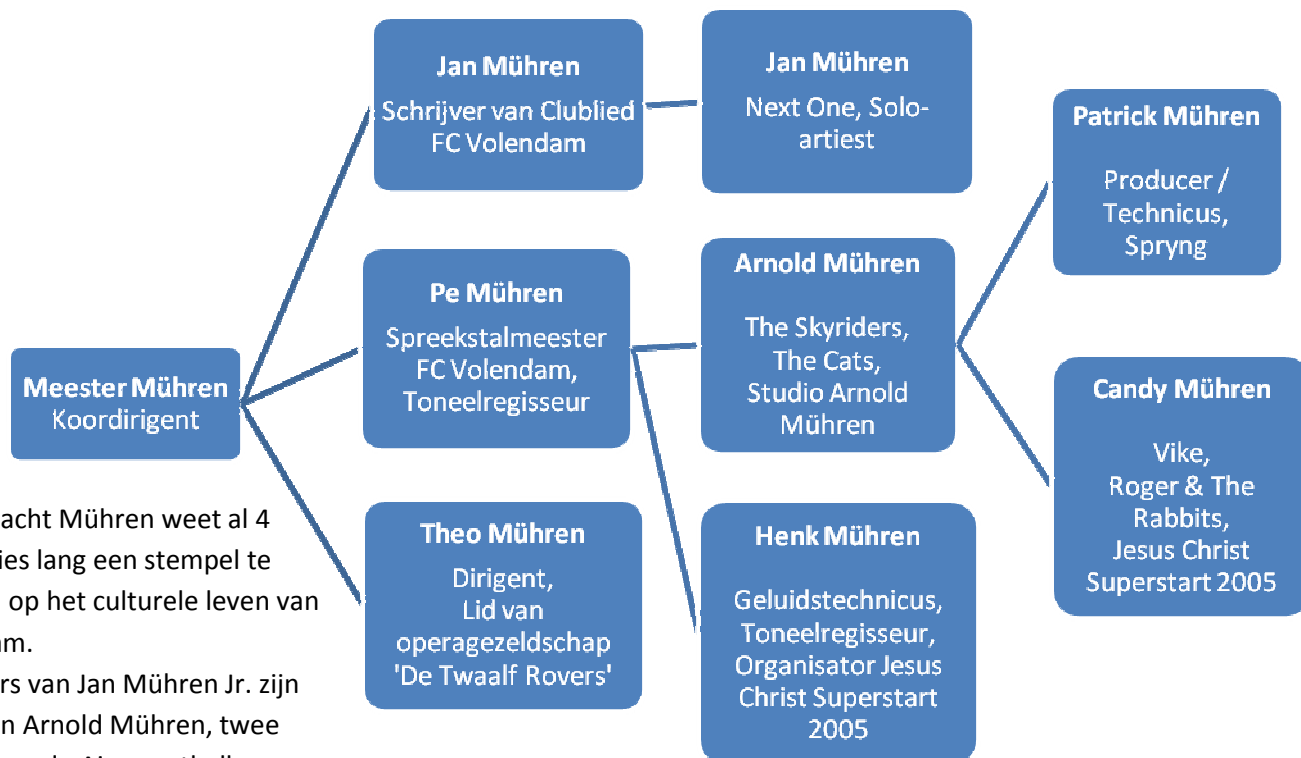 Jan Mühren
Schrijver van Clublied
FC Volendam
Jan Mühren
Next One, Solo-
artiest
Patrick Mühren
Producer /
Technicus,
Spryng
Pe Mühren
Spreekstalmeester
FC Volendam,
Toneelregisseur
Arnold Mühren
The Skyriders,
The Cats,
Studio Arnold
Mühren
Meester Mühren
Koordirigent
Candy Mühren
Vike,
Roger & The
Rabbits,
Jesus Christ
Superstart 2005
Theo Mühren
Dirigent,
Lid van
operagezeldschap
'De Twaalf Rovers'
Henk Mühren
Geluidstechnicus,
Toneelregisseur,
Organisator Jesus
Christ Superstart
2005
acht Mühren weet al 4
ies lang een stempel te
op het culturele leven van
am.
rs van Jan Mühren Jr. zijn
n Arnold Mühren, twee